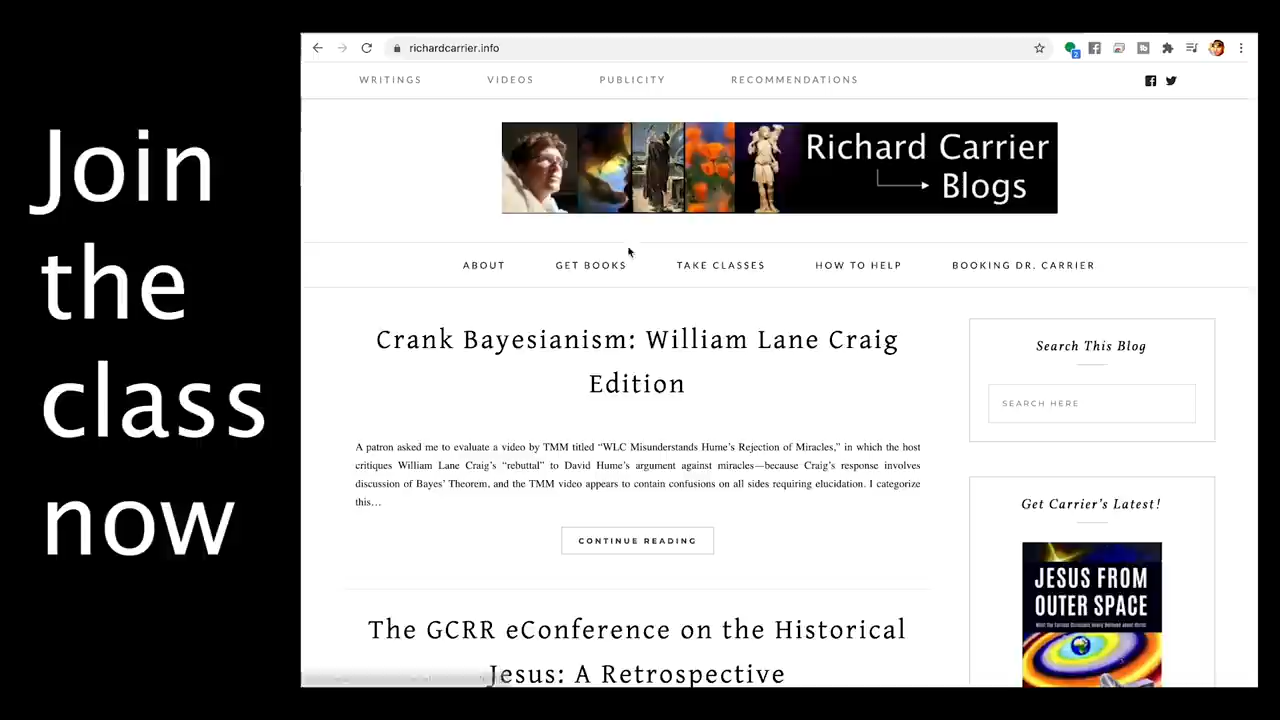 Join
the
class
now
richardcarrier.info
2
WRITINGS VIDEOS PUBLICITY RECOMMENDATIONS
Richard Carrier
Blogs
ABOUT GET BOOKS TAKE CLASSES HOW TO HELP BOOKING DR. CARRIER
Crank Bayesianism: William Lane Craig
Edition
A patron asked me to evaluate a video by TMM titled “WLC Misunderstands Hume’s Rejection of Miracles,” in which the host
critiques William Lane Craig’s “rebuttal” to David Hume’s argument against miracles—because Craig’s response involves
discussion of Bayes’ Theorem, and the TMM video appears to contain confusions on all sides requiring elucidation. I categorize
this…
CONTINUE READING
The GCRR eConference on the Historical
Jesus: A Retrospective
Search This Blog
SEARCH HERE
Get Carrier’s Latest!
JESUS FROM
OUTER SPACE